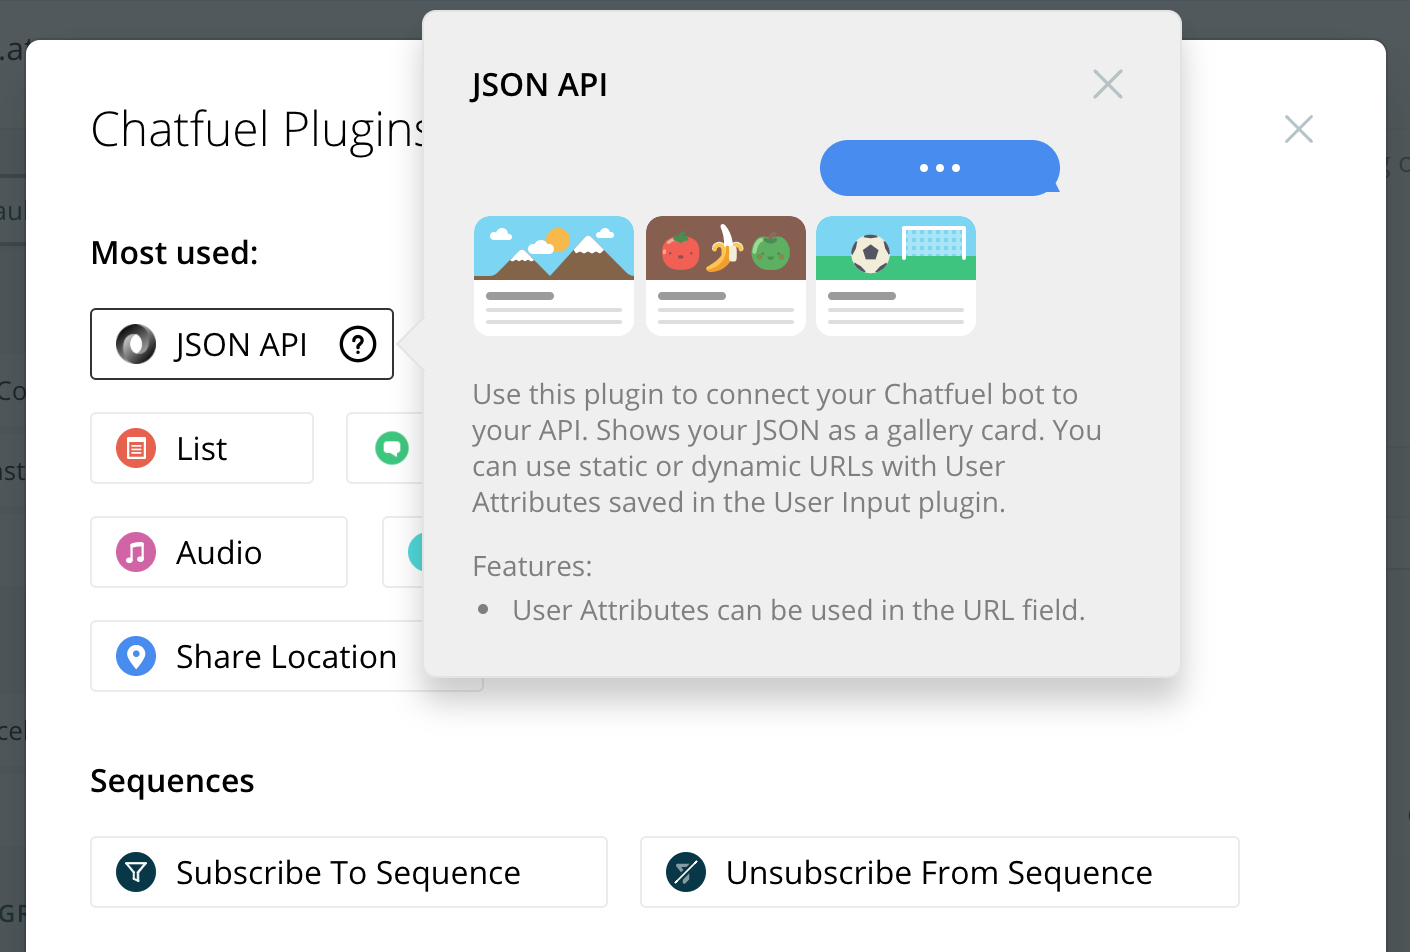 JSON API
Chatfuel Plugins
Most used:
JSON API
List
Audio
Share Location
Use this plugin to connect your Chatfuel bot to
your API. Shows your JSON as a gallery card. You
can use static or dynamic URLs with User
Attributes saved in the User Input plugin.
Features:
• User Attributes can be used in the URL field.
Sequences
Subscribe To Sequence
Unsubscribe From Sequence